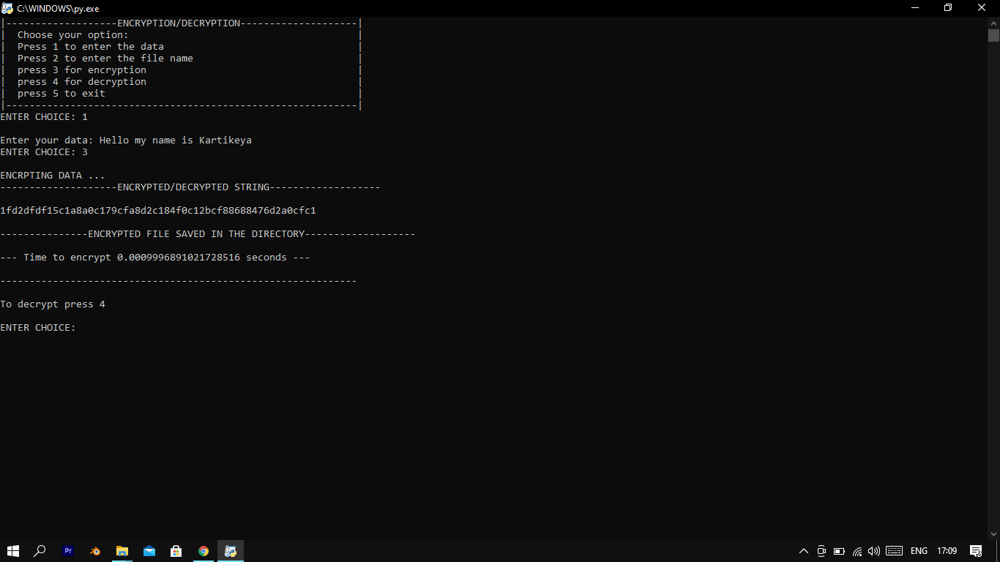 C:\WINDOWS\py.exe
|-------------------ENCRYPTION/DECRYPTION--------------------|
|  Choose your option:                                       |
|  Press 1 to enter the data                                 |
|  Press 2 to enter the file name                            |
|  press 3 for encryption                                    |
|  press 4 for decryption                                    |
|  press 5 to exit                                           |
|------------------------------------------------------------|
ENTER CHOICE: 1
Enter your data: Hello my name is Kartikeya
ENTER CHOICE: 3
ENCRPTING DATA ...
--------------------ENCRYPTED/DECRYPTED STRING-------------------
1fd2dfdf15c1a8a0c179cfa8d2c184f0c12bcf88688476d2a0cfc1
---------------ENCRYPTED FILE SAVED IN THE DIRECTORY-------------------
--- Time to encrypt 0.0009996891021728516 seconds ---
-------------------------------------------------------------
To decrypt press 4
ENTER CHOICE:
Pr
ENG
17:09